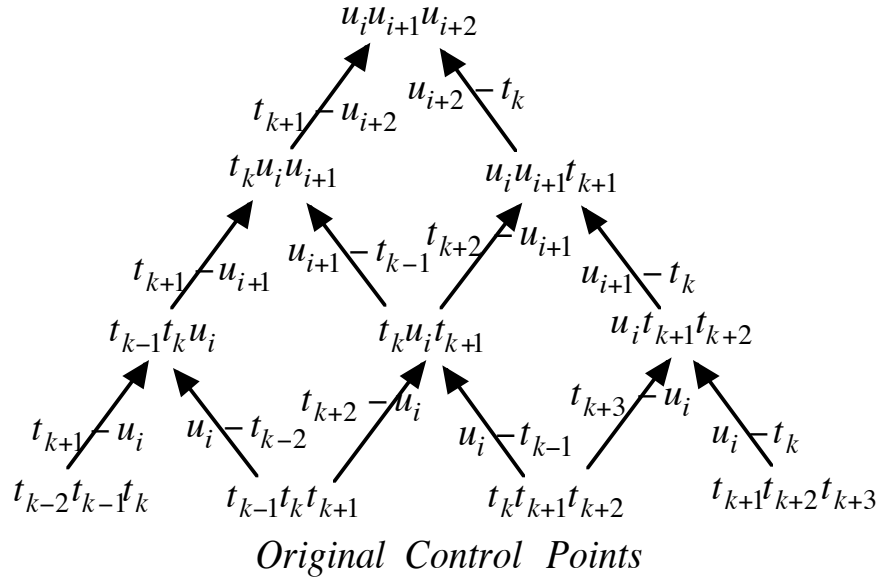 u_i u_{i+1} u_{i+2}
t_{k+1} − u_{i+2} u_{i+2} − t_k
t_k u_i u_{i+1} u_i u_{i+1} t_{k+1}
t_{k+1} − u_{i+1} u_{i+1} − t_{k−1} t_{k+2} − u_{i+1} u_{i+1} − t_k
t_{k−1} t_k u_i t_k u_i t_{k+1} u_i t_{k+1} t_{k+2}
t_{k+1} − u_i u_i − t_{k−2} t_{k+2} − u_i u_i − t_{k−1} t_{k+3} − u_i u_i − t_k
t_{k−2} t_{k−1} t_k t_{k−1} t_k t_{k+1} t_k t_{k+1} t_{k+2} t_{k+1} t_{k+2} t_{k+3}
Original Control Points